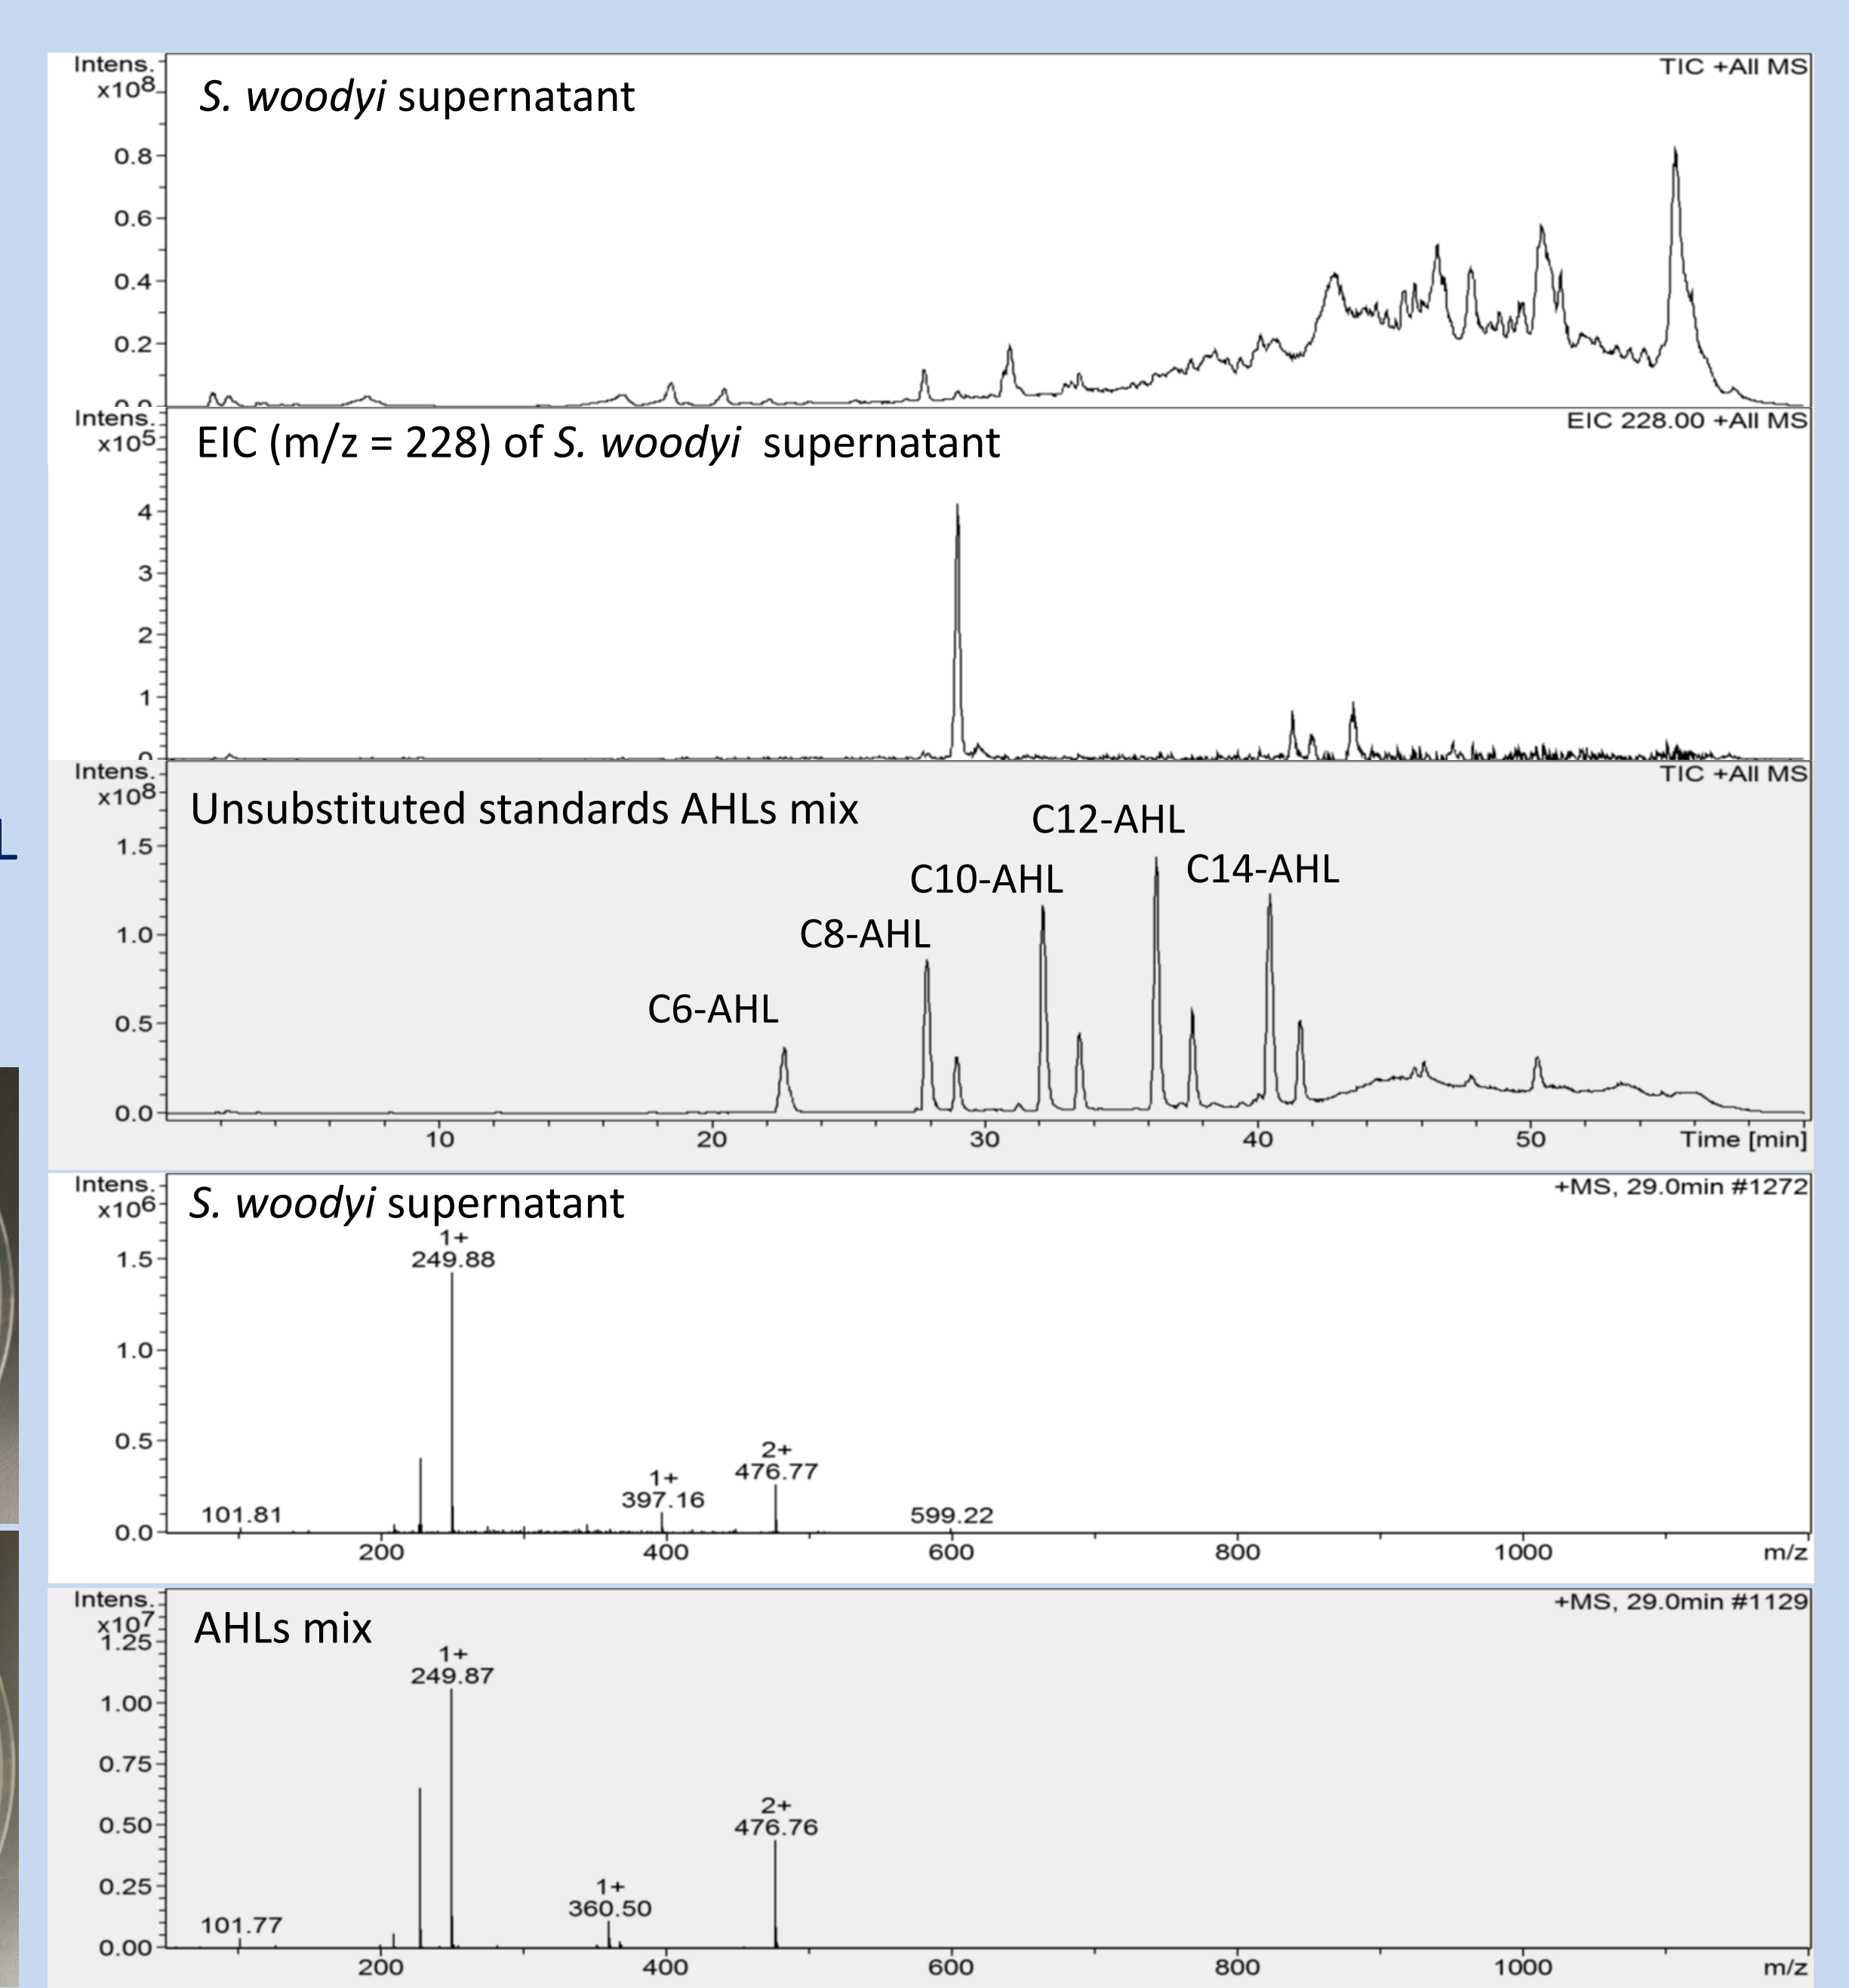 Intens.
x10^8
S. woodyi supernatant
TIC +All MS
0.8
0.6
0.4
0.2
Intens.
x10^5
EIC (m/z = 228) of S. woodyi supernatant
EIC 228.00 +All MS
4
3
2
1
0
Intens.
x10^8
Unsubstituted standards AHLs mix
TIC +All MS
C12-AHL
C10-AHL
C14-AHL
C8-AHL
C6-AHL
L
1.5
1.0
0.5
0.0
10 20 30 40 50 Time [min]
Intens.
x10^6
S. woodyi supernatant
+MS, 29.0min #1272
1+
249.88
1.5
1.0
0.5
0.0
2+
476.77
1+
397.16
101.81
599.22
200 400 600 800 1000 m/z
Intens.
x10^7
AHLs mix
+MS, 29.0min #1129
1.25
1+
249.87
1.00
0.75
0.50
0.25
0.00
2+
476.76
1+
360.50
101.77
200 400 600 800 1000 m/z